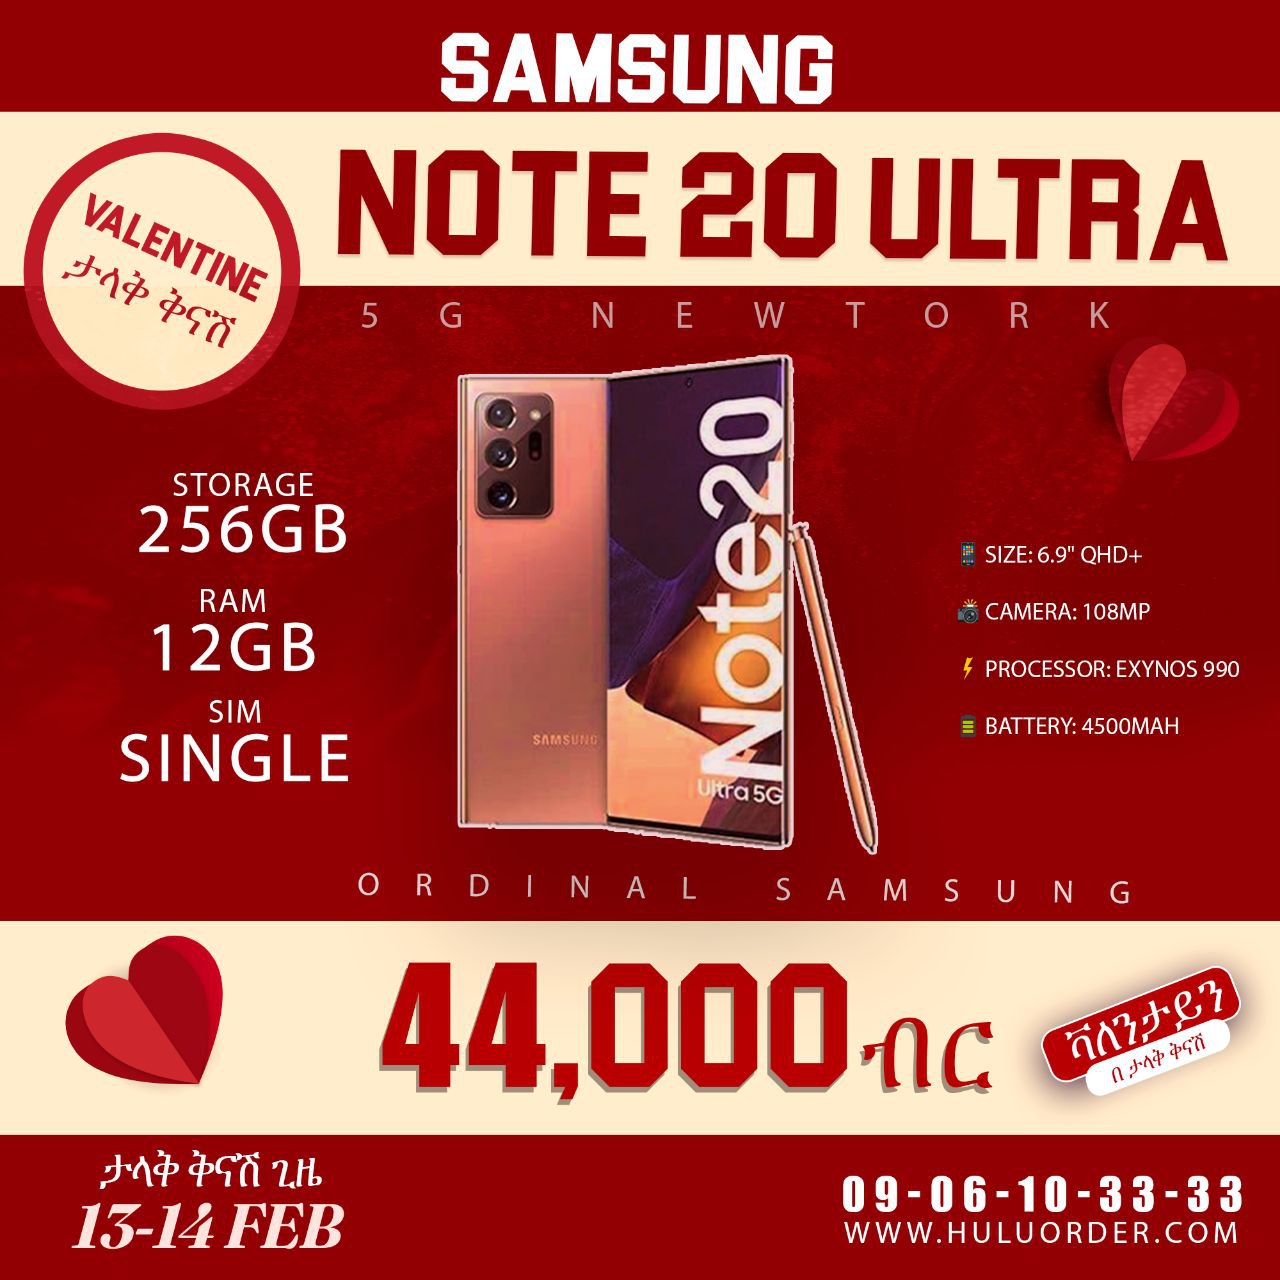 SAMSUNG
NOTE 20 ULTRA
VALENTINE
ታላቅ ቅናሽ
5G NEWTORK
STORAGE
256GB
RAM
12GB
SIM
SINGLE
SAMSUNG
Note20
Ultra 5G
SIZE: 6.9" QHD+
CAMERA: 108MP
PROCESSOR: EXYNOS 990
BATTERY: 4500MAH
ORDINAL SAMSUNG
44,000 ብር
ቫለንታይን
በ ታላቅ ቅናሽ
ታላቅ ቅናሽ ጊዜ
13-14 FEB
09-06-10-33-33
WWW.HULUORDER.COM